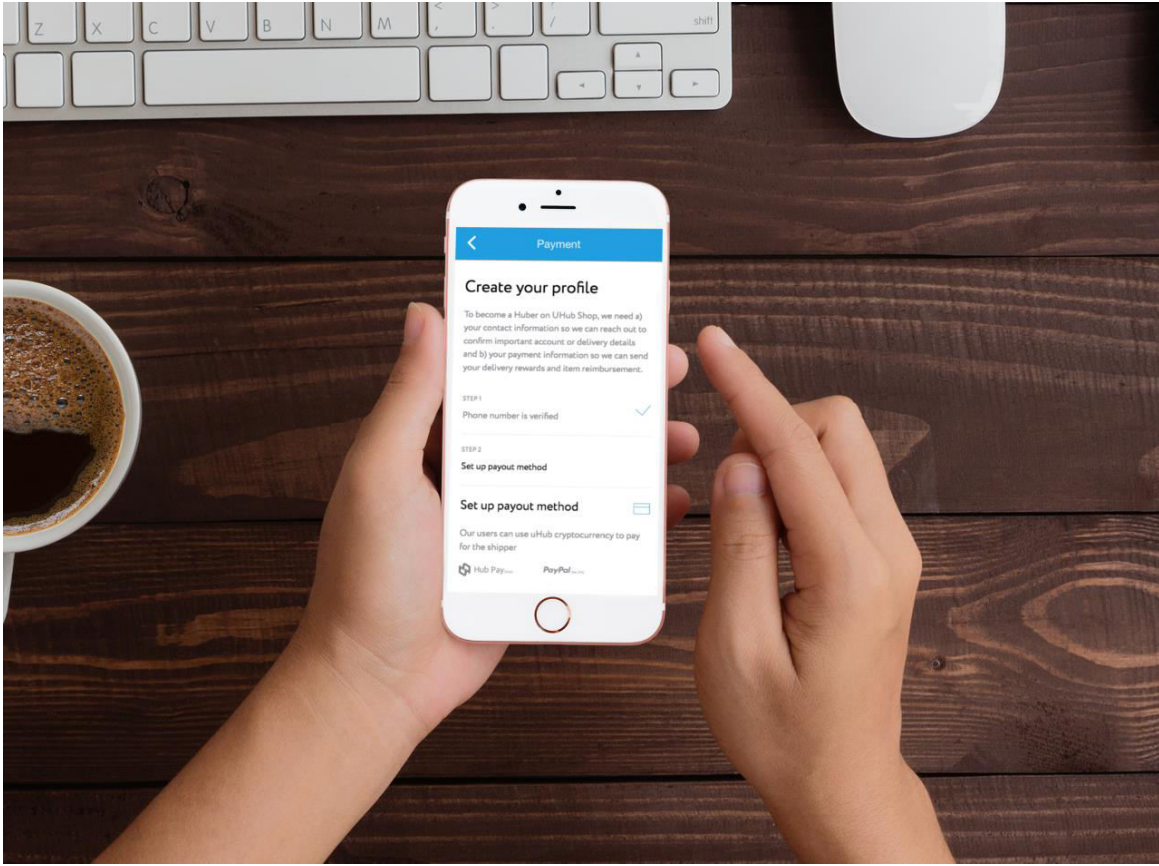 Z X C V B N M < , > . ? / shift
Payment
Create your profile
To become a Huber on UHub Shop, we need a)
your contact information so we can reach out to
confirm important account or delivery details
and b) your payment information so we can send
your delivery rewards and item reimbursement.
STEP 1
Phone number is verified
STEP 2
Set up payout method
Set up payout method
Our users can use uHub cryptocurrency to pay
for the shipper
Hub Pay PayPal